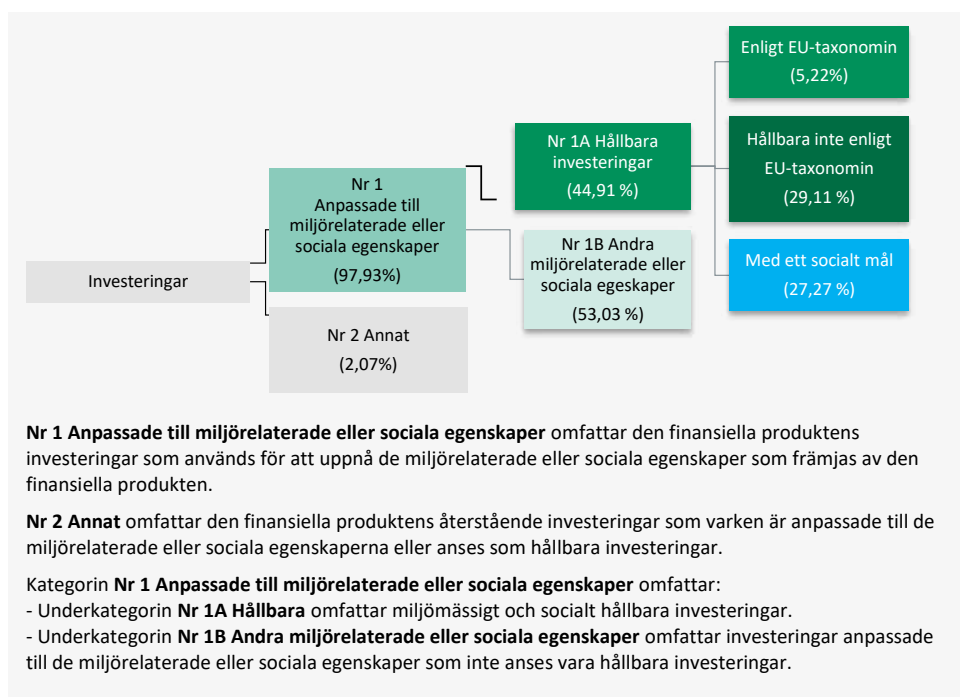 Investeringar
Nr 1
Anpassade till
miljörelaterade eller
sociala egenskaper
(97,93%)
Nr 2 Annat
(2,07%)
Nr 1A Hållbara
investeringar
(44,91 %)
Nr 1B Andra
miljörelaterade eller
sociala egeskaper
(53,03 %)
Enligt EU-taxonomin
(5,22%)
Hållbara inte enligt
EU-taxonomin
(29,11 %)
Med ett socialt mål
(27,27 %)
Nr 1 Anpassade till miljörelaterade eller sociala egenskaper omfattar den finansiella produktens
investeringar som används för att uppnå de miljörelaterade eller sociala egenskaper som främjas av den
finansiella produkten.
Nr 2 Annat omfattar den finansiella produktens återstående investeringar som varken är anpassade till de
miljörelaterade eller sociala egenskaperna eller anses som hållbara investeringar.
Kategorin Nr 1 Anpassade till miljörelaterade eller sociala egenskaper omfattar:
- Underkategorin Nr 1A Hållbara omfattar miljömässigt och socialt hållbara investeringar.
- Underkategorin Nr 1B Andra miljörelaterade eller sociala egenskaper omfattar investeringar anpassade
till de miljörelaterade eller sociala egenskaper som inte anses vara hållbara investeringar.